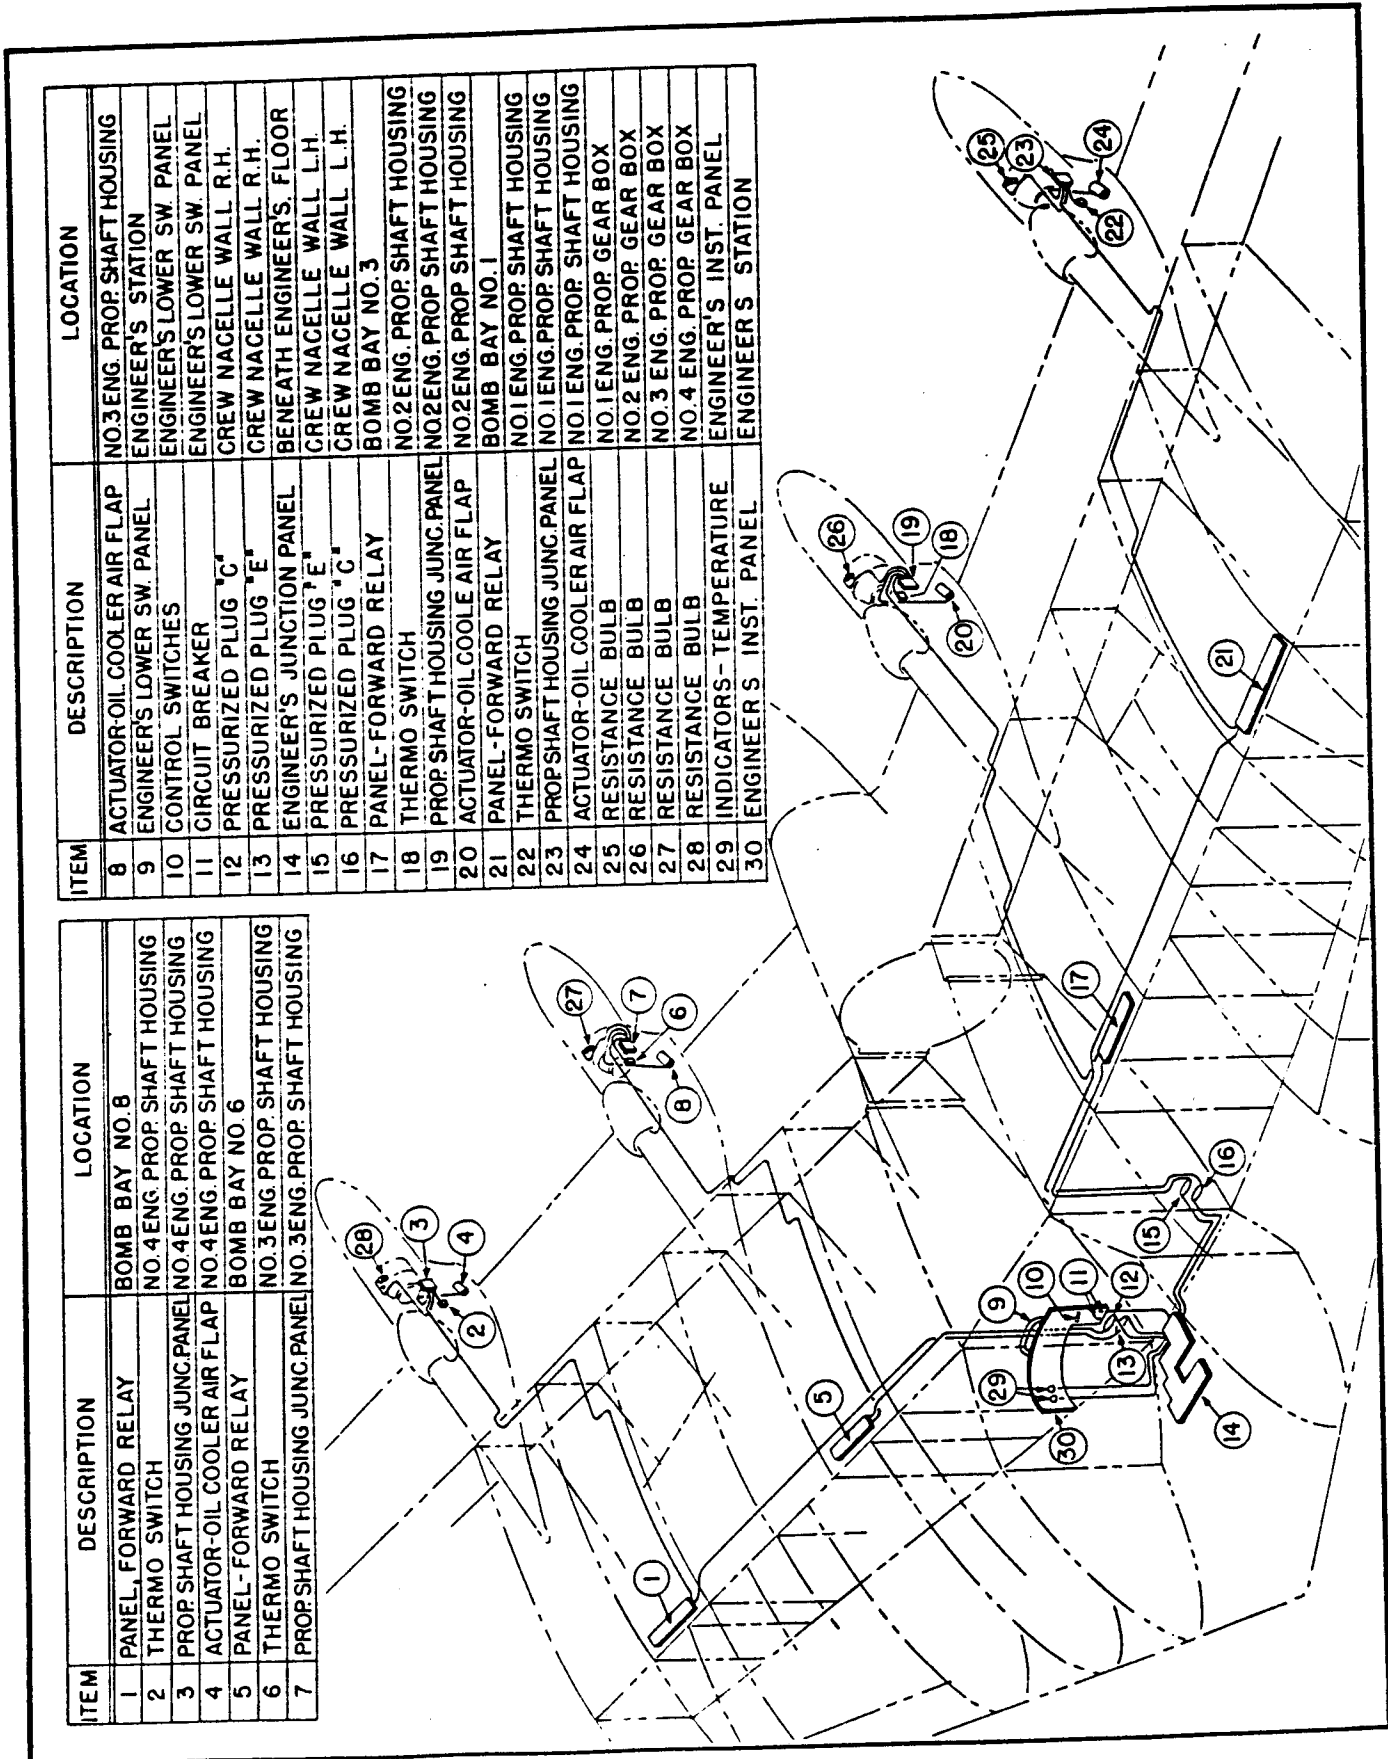 ITEM DESCRIPTION LOCATION
1 PANEL, FORWARD RELAY BOMB BAY NO. 8
2 THERMO SWITCH NO. 4 ENG. PROP. SHAFT HOUSING
3 PROP. SHAFT HOUSING JUNC. PANEL NO. 4 ENG. PROP. SHAFT HOUSING
4 ACTUATOR-OIL COOLER AIR FLAP NO. 4 ENG. PROP. SHAFT HOUSING
5 PANEL-FORWARD RELAY BOMB BAY NO. 6
6 THERMO SWITCH NO. 3 ENG. PROP. SHAFT HOUSING
7 PROP. SHAFT HOUSING JUNC. PANEL NO. 3 ENG. PROP. SHAFT HOUSING
ITEM DESCRIPTION LOCATION
8 ACTUATOR-OIL COOLER AIR FLAP NO. 3 ENG. PROP. SHAFT HOUSING
9 ENGINEER'S LOWER SW. PANEL ENGINEER'S STATION
10 CONTROL SWITCHES ENGINEER'S LOWER SW. PANEL
11 CIRCUIT BREAKER ENGINEER'S LOWER SW. PANEL
12 PRESSURIZED PLUG "C" CREW NACELLE WALL R.H.
13 PRESSURIZED PLUG "E" CREW NACELLE WALL R.H.
14 ENGINEER'S JUNCTION PANEL BENEATH ENGINEER'S. FLOOR
15 PRESSURIZED PLUG "E" CREW NACELLE WALL L.H.
16 PRESSURIZED PLUG "C" CREW NACELLE WALL L.H.
17 PANEL-FORWARD RELAY BOMB BAY NO. 3
18 THERMO SWITCH NO. 2 ENG. PROP. SHAFT HOUSING
19 PROP. SHAFT HOUSING JUNC. PANEL NO. 2 ENG. PROP SHAFT HOUSING
20 ACTUATOR-OIL COOLE AIR FLAP NO. 2 ENG. PROP SHAFT HOUSING
21 PANEL-FORWARD RELAY BOMB BAY NO. 1
22 THERMO SWITCH NO. 1 ENG. PROP. SHAFT HOUSING
23 PROP SHAFT HOUSING JUNC. PANEL NO. 1 ENG. PROP. SHAFT HOUSING
24 ACTUATOR-OIL COOLER AIR FLAP NO. 1 ENG. PROP. SHAFT HOUSING
25 RESISTANCE BULB NO. 1 ENG. PROP. GEAR BOX
26 RESISTANCE BULB NO. 2 ENG. PROP. GEAR BOX
27 RESISTANCE BULB NO. 3 ENG. PROP. GEAR BOX
28 RESISTANCE BULB NO. 4 ENG. PROP. GEAR BOX
29 INDICATORS-TEMPERATURE ENGINEER'S INST. PANEL
30 ENGINEER'S INST. PANEL ENGINEER'S STATION
28
3
4
2
27
7
6
8
26
19
18
20
25
23
24
22
1
5
9
10
11
12
13
29
30
14
15
16
17
21